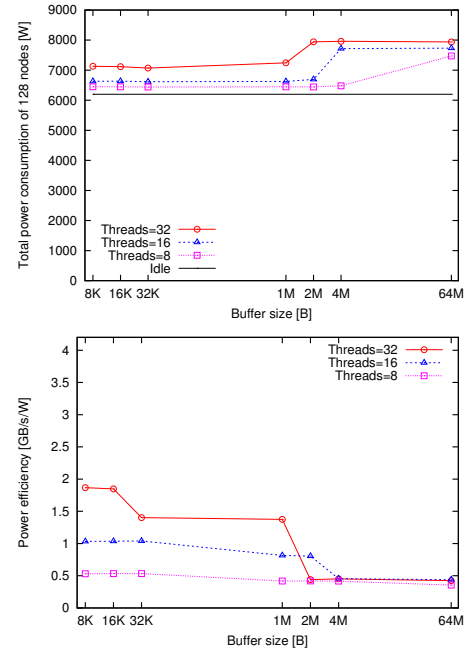 9000
8000
7000
6000
5000
4000
3000
2000
1000
0
Total power consumption of 128 nodes [W]
Threads=32
Threads=16
Threads=8
Idle
8K 16K 32K 1M 2M 4M 64M
Buffer size [B]
4
3.5
3
2.5
2
1.5
1
0.5
0
Power efficiency [GB/s/W]
Threads=32
Threads=16
Threads=8
8K 16K 32K 1M 2M 4M 64M
Buffer size [B]